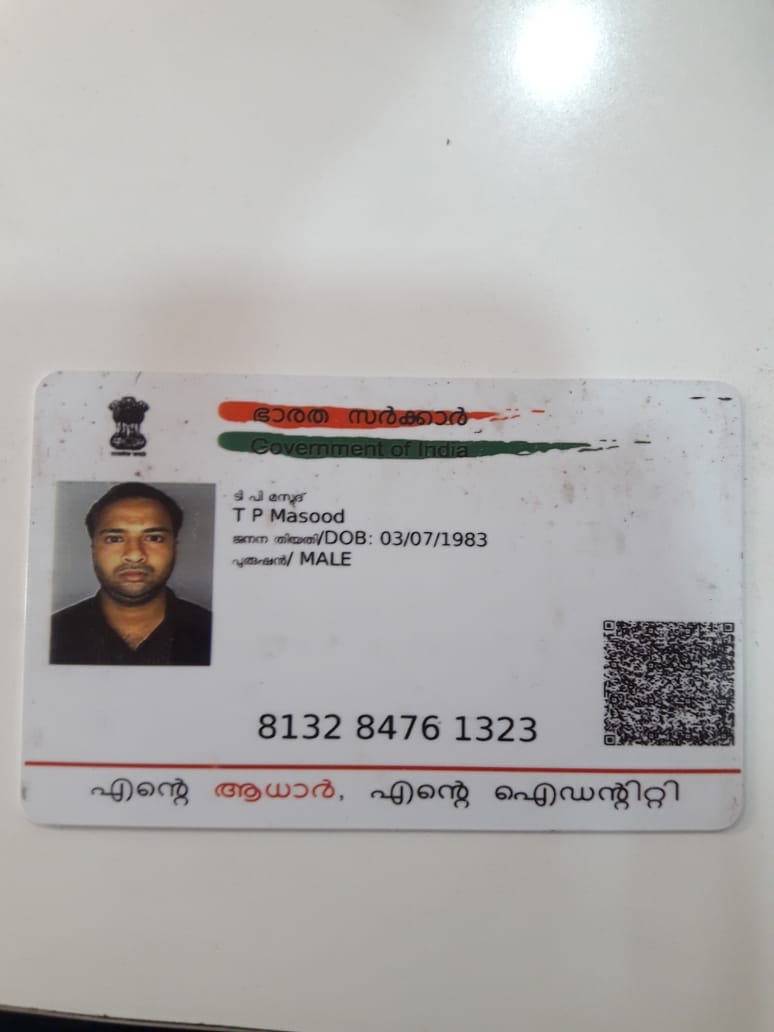 ഭാരത സർക്കാർ
Government of India
ടി പി മസൂദ്
T P Masood
ജനന തിയതി/DOB: 03/07/1983
പുരുഷൻ/ MALE
8132 8476 1323
എന്റെ ആധാർ, എന്റെ ഐഡന്റിറ്റി